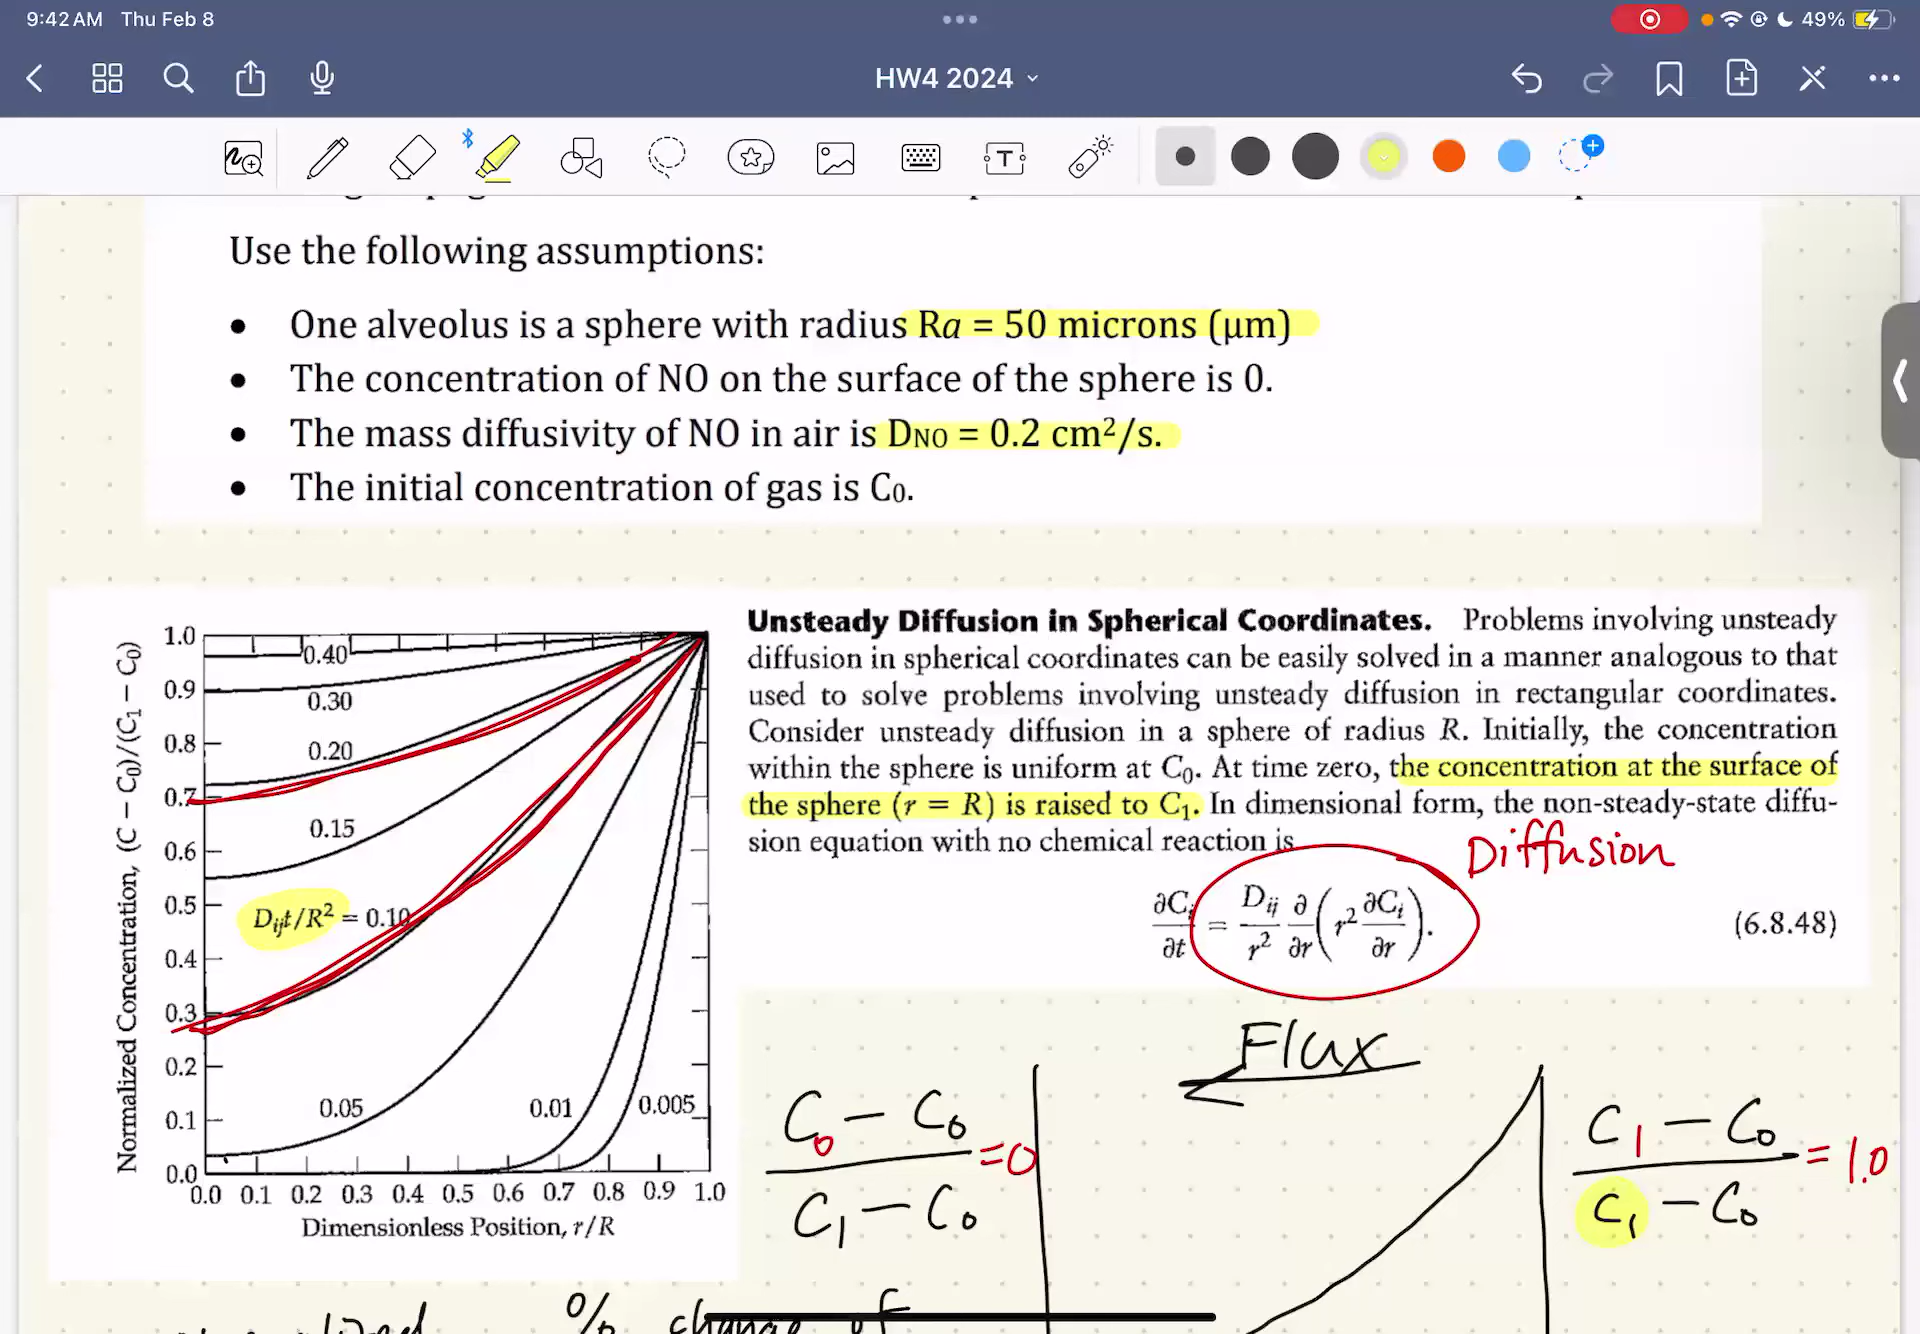 9:42 AM Thu Feb 8
49%
HW4 2024
Use the following assumptions:
• One alveolus is a sphere with radius Ra = 50 microns (μm)
• The concentration of NO on the surface of the sphere is 0.
• The mass diffusivity of NO in air is DNO = 0.2 cm²/s.
• The initial concentration of gas is C₀.
Normalized Concentration, (C − C₀)/(C₁ − C₀)
1.0
0.9
0.8
0.7
0.6
0.5
0.4
0.3
0.2
0.1
0.0
0.40
0.30
0.20
0.15
Dᵢⱼt/R² = 0.10
0.05
0.01
0.005
0.0 0.1 0.2 0.3 0.4 0.5 0.6 0.7 0.8 0.9 1.0
Dimensionless Position, r/R
Unsteady Diffusion in Spherical Coordinates. Problems involving unsteady
diffusion in spherical coordinates can be easily solved in a manner analogous to that
used to solve problems involving unsteady diffusion in rectangular coordinates.
Consider unsteady diffusion in a sphere of radius R. Initially, the concentration
within the sphere is uniform at C₀. At time zero, the concentration at the surface of
the sphere (r = R) is raised to C₁. In dimensional form, the non-steady-state diffu-
sion equation with no chemical reaction is
Diffusion
∂Cᵢ/∂t = Dᵢⱼ/r² ∂/∂r (r² ∂Cᵢ/∂r). (6.8.48)
Flux
C₀ − C₀ / C₁ − C₀ = 0
C₁ − C₀ / C₁ − C₀ = 1.0
% change of